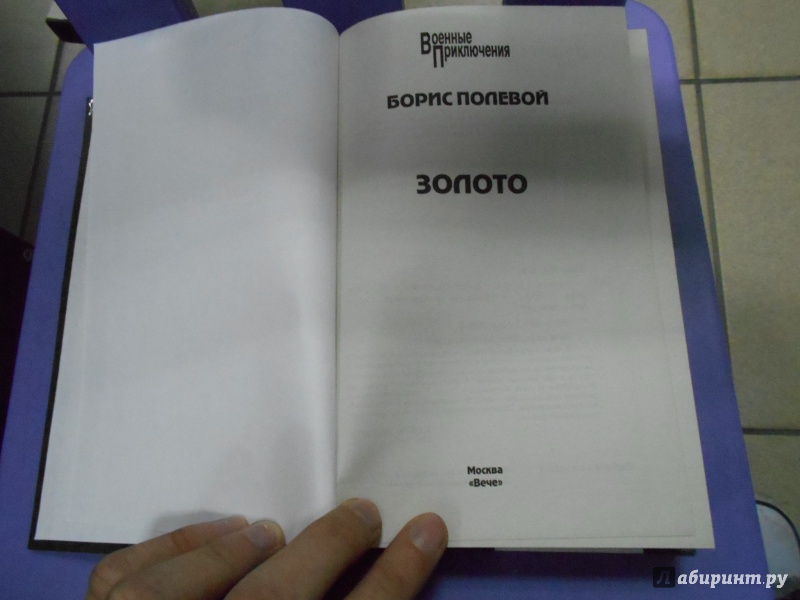 Военные
Приключения
БОРИС ПОЛЕВОЙ
ЗОЛОТО
Москва
«Вече»
Лабиринт.ру